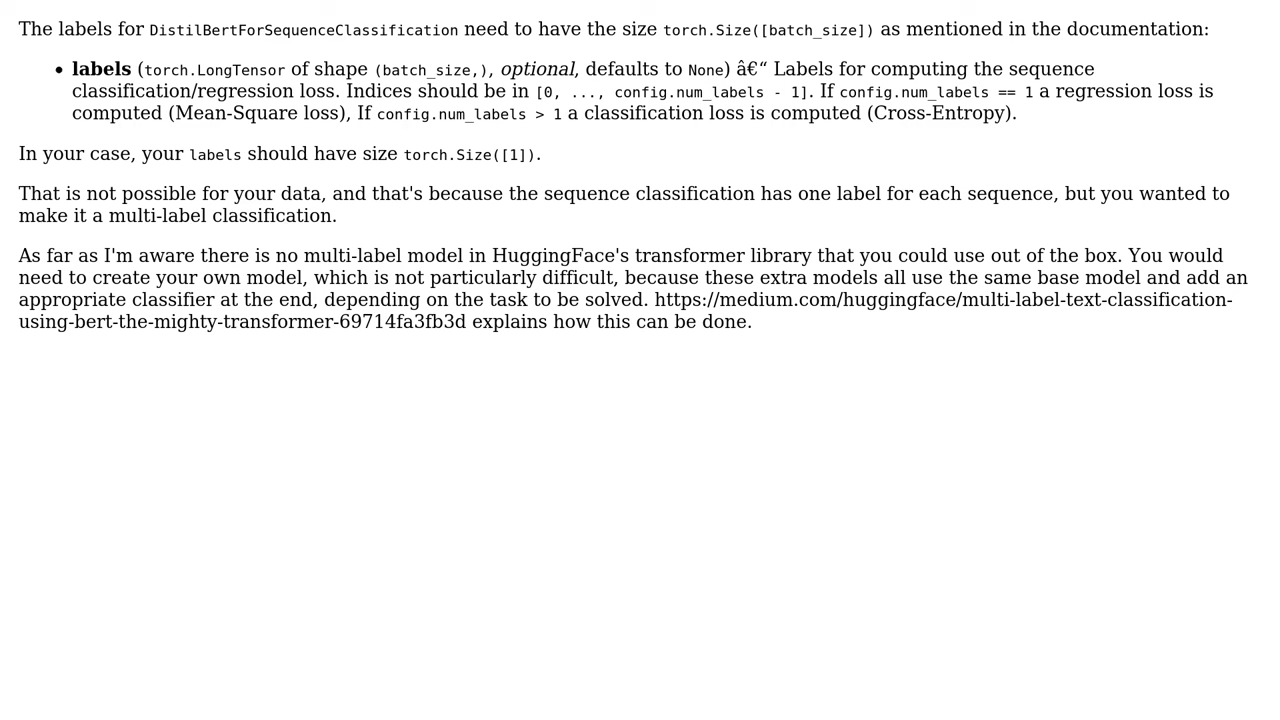 The labels for DistilBertForSequenceClassification need to have the size torch.Size([batch_size]) as mentioned in the documentation:
• labels (torch.LongTensor of shape (batch_size,), optional, defaults to None) â€“ Labels for computing the sequence
classification/regression loss. Indices should be in [0, ..., config.num_labels - 1]. If config.num_labels == 1 a regression loss is
computed (Mean-Square loss), If config.num_labels > 1 a classification loss is computed (Cross-Entropy).
In your case, your labels should have size torch.Size([1]).
That is not possible for your data, and that's because the sequence classification has one label for each sequence, but you wanted to
make it a multi-label classification.
As far as I'm aware there is no multi-label model in HuggingFace's transformer library that you could use out of the box. You would
need to create your own model, which is not particularly difficult, because these extra models all use the same base model and add an
appropriate classifier at the end, depending on the task to be solved. https://medium.com/huggingface/multi-label-text-classification-
using-bert-the-mighty-transformer-69714fa3fb3d explains how this can be done.